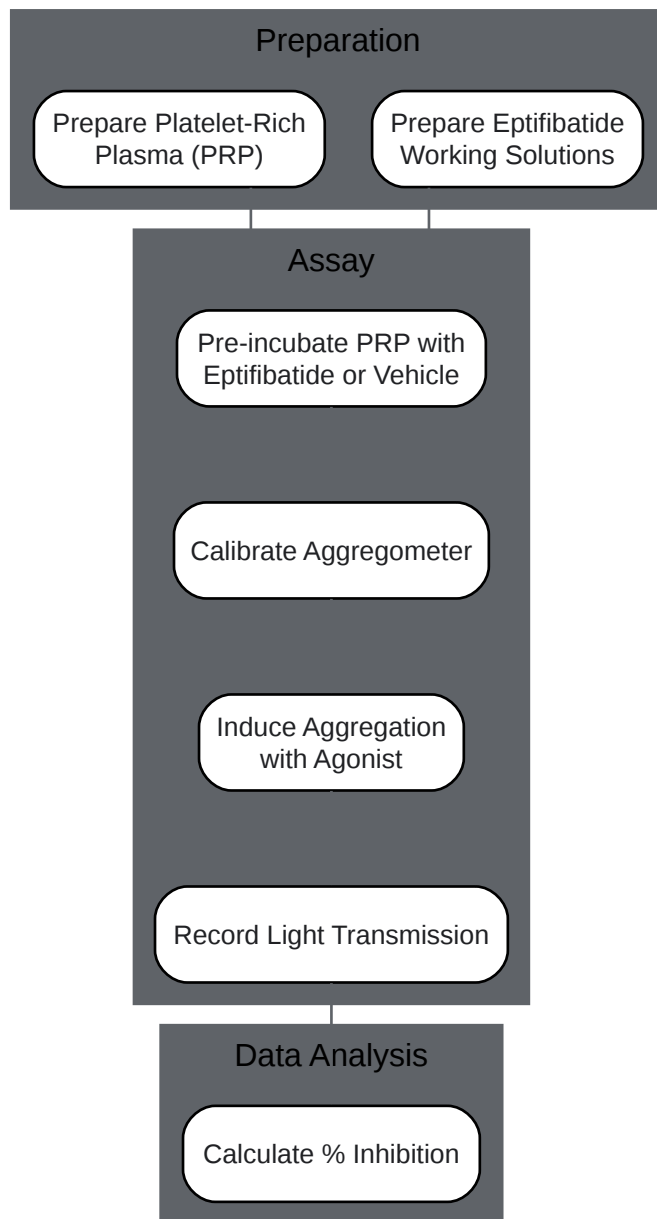 Preparation
Prepare Platelet-Rich
Plasma (PRP)
Prepare Eptifibatide
Working Solutions
Assay
Pre-incubate PRP with
Eptifibatide or Vehicle
Calibrate Aggregometer
Induce Aggregation
with Agonist
Record Light Transmission
Data Analysis
Calculate % Inhibition